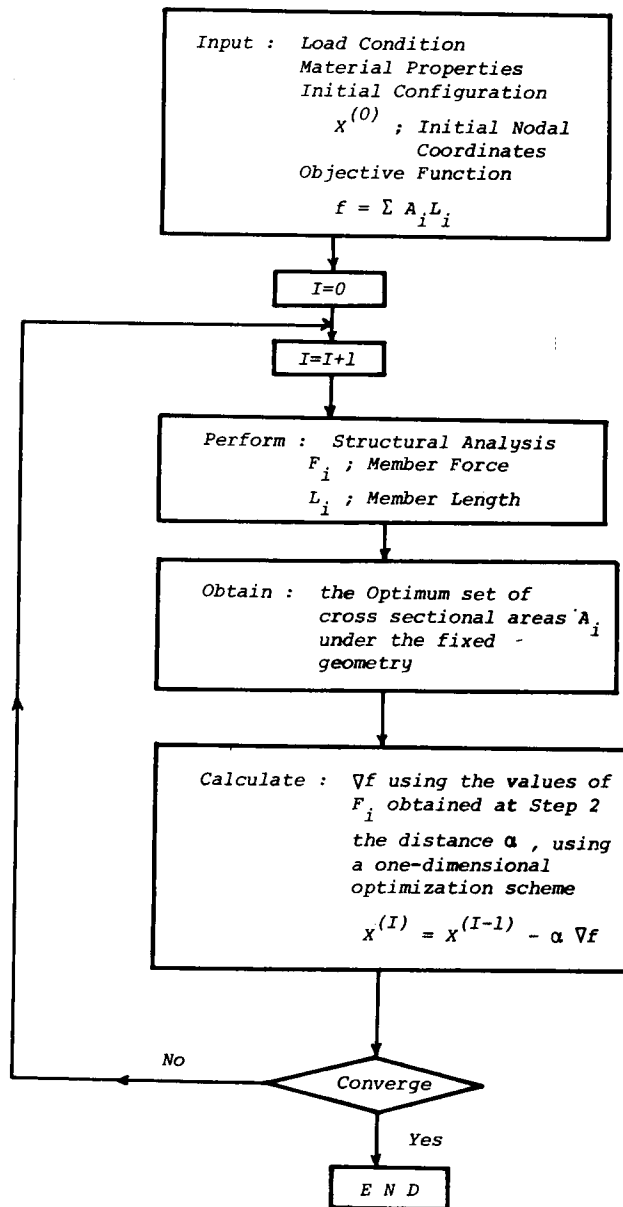 Input : Load Condition
Material Properties
Initial Configuration
X^(0) ; Initial Nodal
Coordinates
Objective Function
f = Σ A_i L_i
I=0
I=I+1
Perform : Structural Analysis
F_i ; Member Force
L_i ; Member Length
Obtain : the Optimum set of
cross sectional areas A_i
under the fixed
geometry
Calculate : ∇f using the values of
F_i obtained at Step 2
the distance α , using
a one-dimensional
optimization scheme
X^(I) = X^(I-1) - α ∇f
Converge
No
Yes
E N D